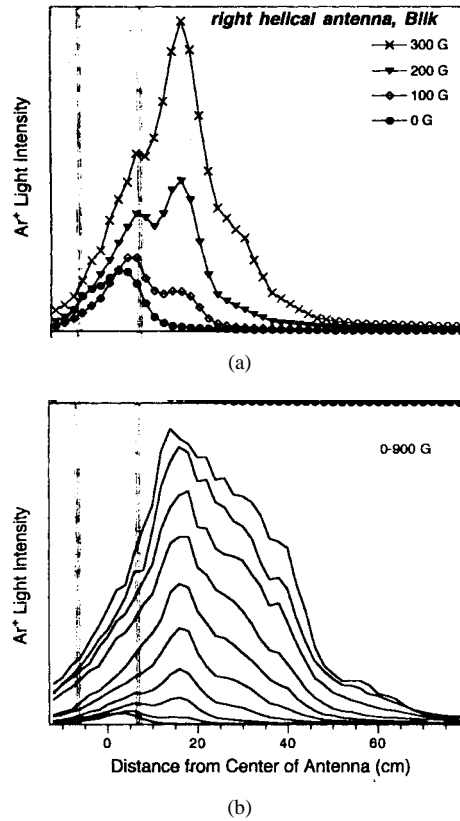 right helical antenna, Bilk
300 G
200 G
100 G
0 G
Ar+ Light Intensity
(a)
0-900 G
Ar+ Light Intensity
0 20 40 60
Distance from Center of Antenna (cm)
(b)